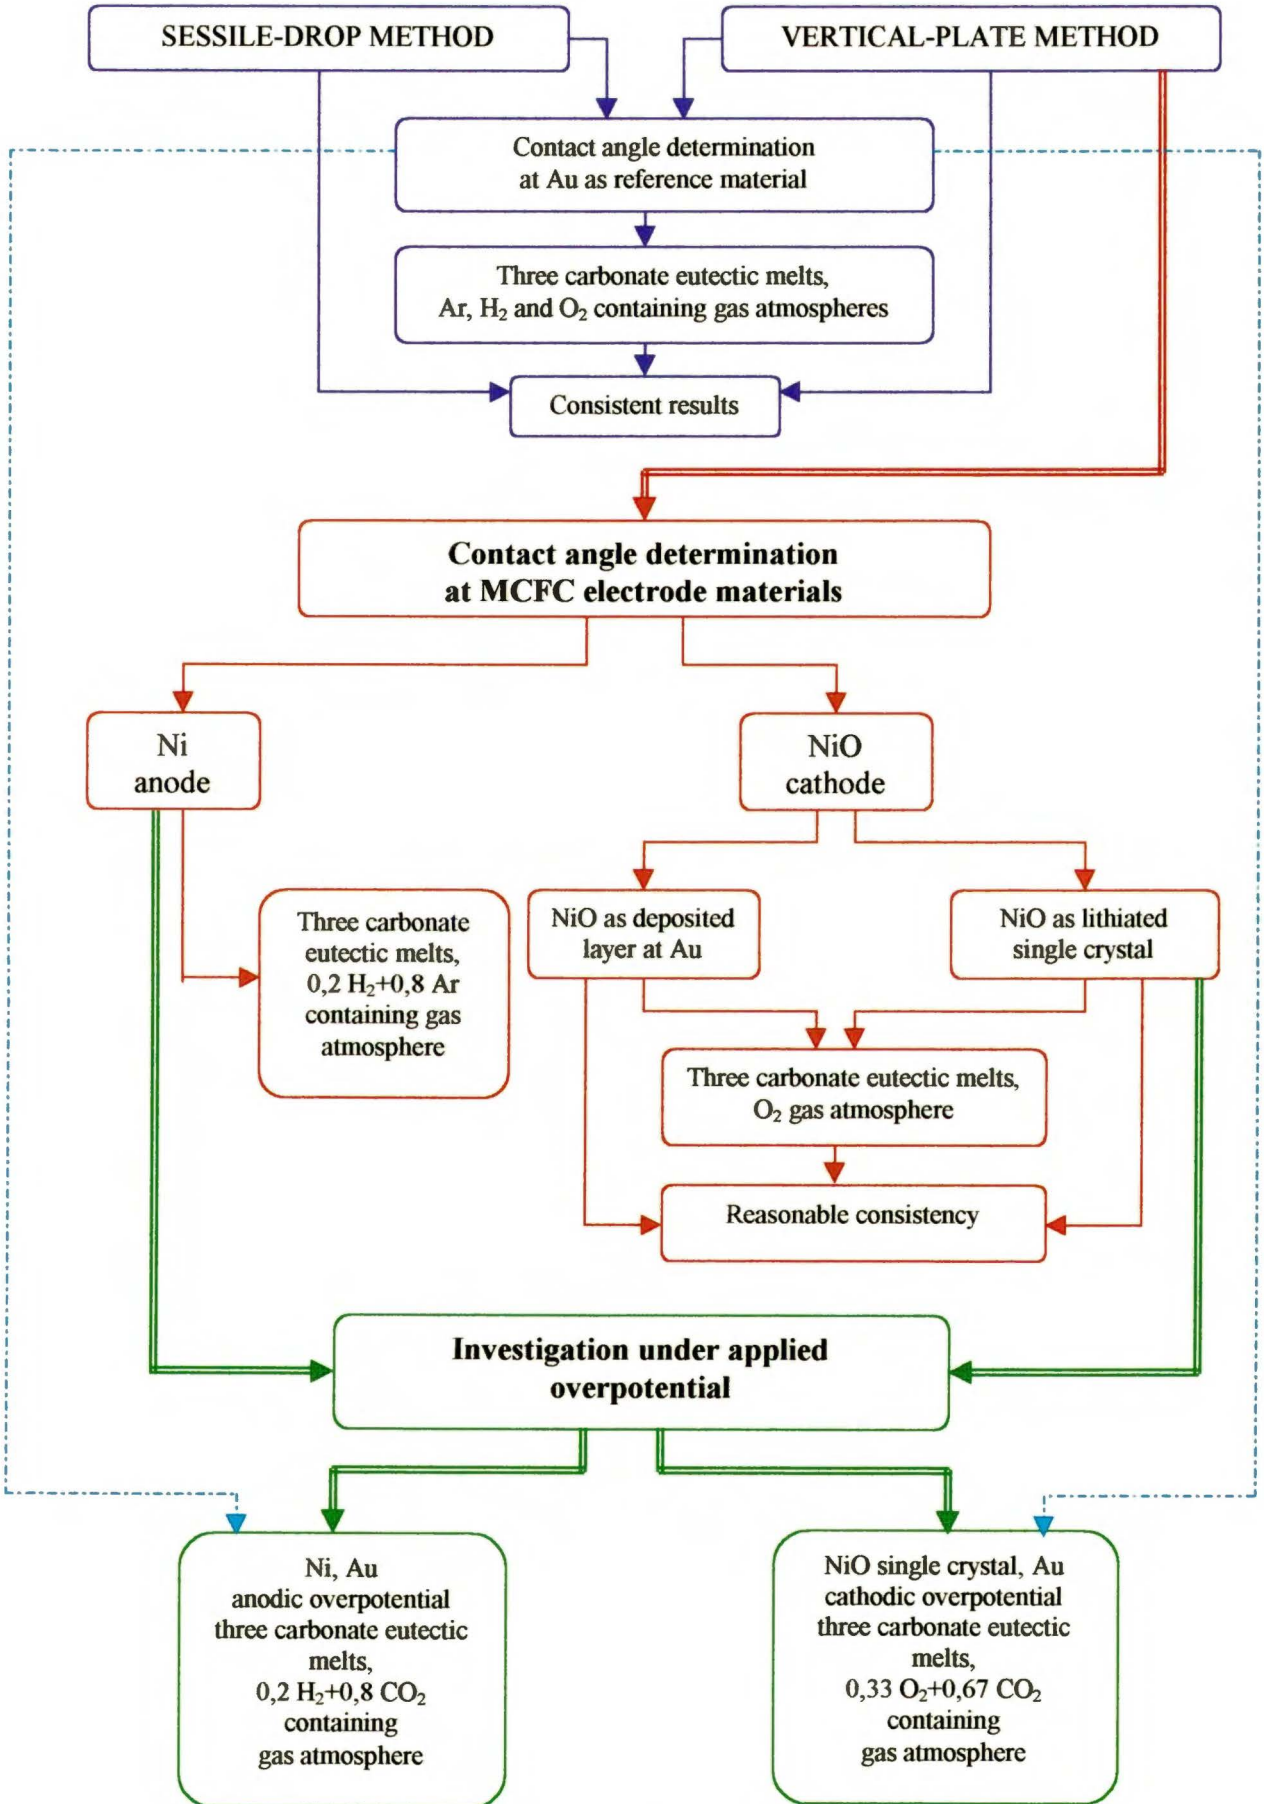 SESSILE-DROP METHOD
VERTICAL-PLATE METHOD
Contact angle determination
at Au as reference material
Three carbonate eutectic melts,
Ar, H₂ and O₂ containing gas atmospheres
Consistent results
Contact angle determination
at MCFC electrode materials
Ni
anode
NiO
cathode
Three carbonate
eutectic melts,
0,2 H₂+0,8 Ar
containing gas
atmosphere
NiO as deposited
layer at Au
NiO as lithiated
single crystal
Three carbonate eutectic melts,
O₂ gas atmosphere
Reasonable consistency
Investigation under applied
overpotential
Ni, Au
anodic overpotential
three carbonate eutectic
melts,
0,2 H₂+0,8 CO₂
containing
gas atmosphere
NiO single crystal, Au
cathodic overpotential
three carbonate eutectic
melts,
0,33 O₂+0,67 CO₂
containing
gas atmosphere